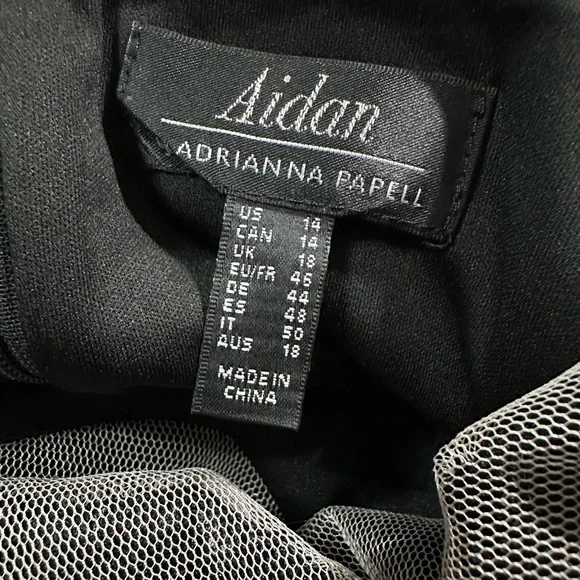 Aidan
ADRIANNA PAPELL
US 14
CAN 14
UK 18
EU/FR 46
DE 44
ES 48
IT 50
AUS 18
MADE IN
CHINA